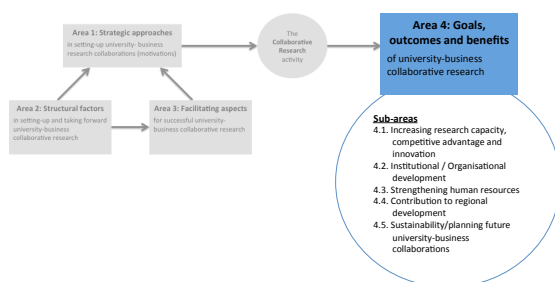 Area 1: Strategic approaches
in setting-up university- business
research collaborations (motivations)
The
Collaborative
Research
activity
Area 4: Goals,
outcomes and benefits
of university-business
collaborative research
Area 2: Structural factors
in setting-up and taking forward
university-business collaborative
research
Area 3: Facilitating aspects
for successful university-
business collaborative research
Sub-areas
4.1. Increasing research capacity,
competitive advantage and
innovation
4.2. Institutional / Organisational
development
4.3. Strengthening human resources
4.4. Contribution to regional
development
4.5. Sustainability/planning future
university-business
collaborations